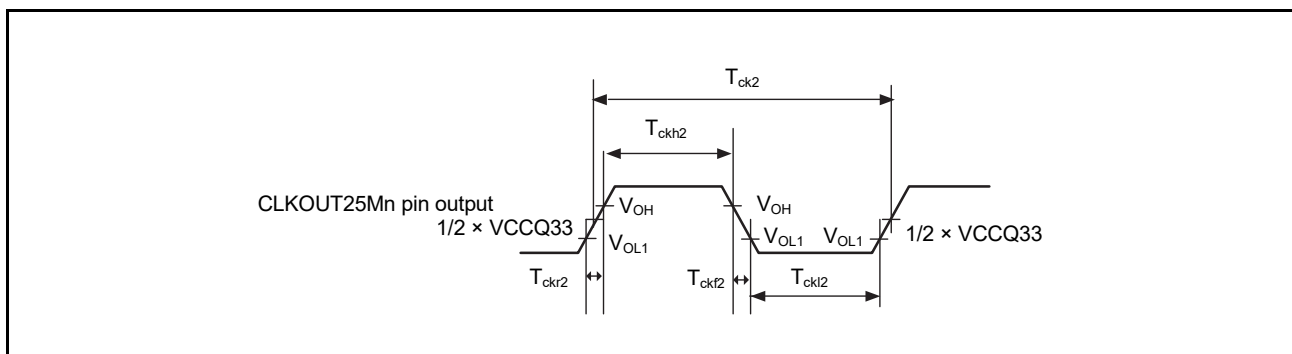 Tck2
Tckh2
CLKOUT25Mn pin output
VOH
VOH
1/2 × VCCQ33
1/2 × VCCQ33
VOL1
VOL1
VOL1
Tckr2
Tckf2
Tckl2